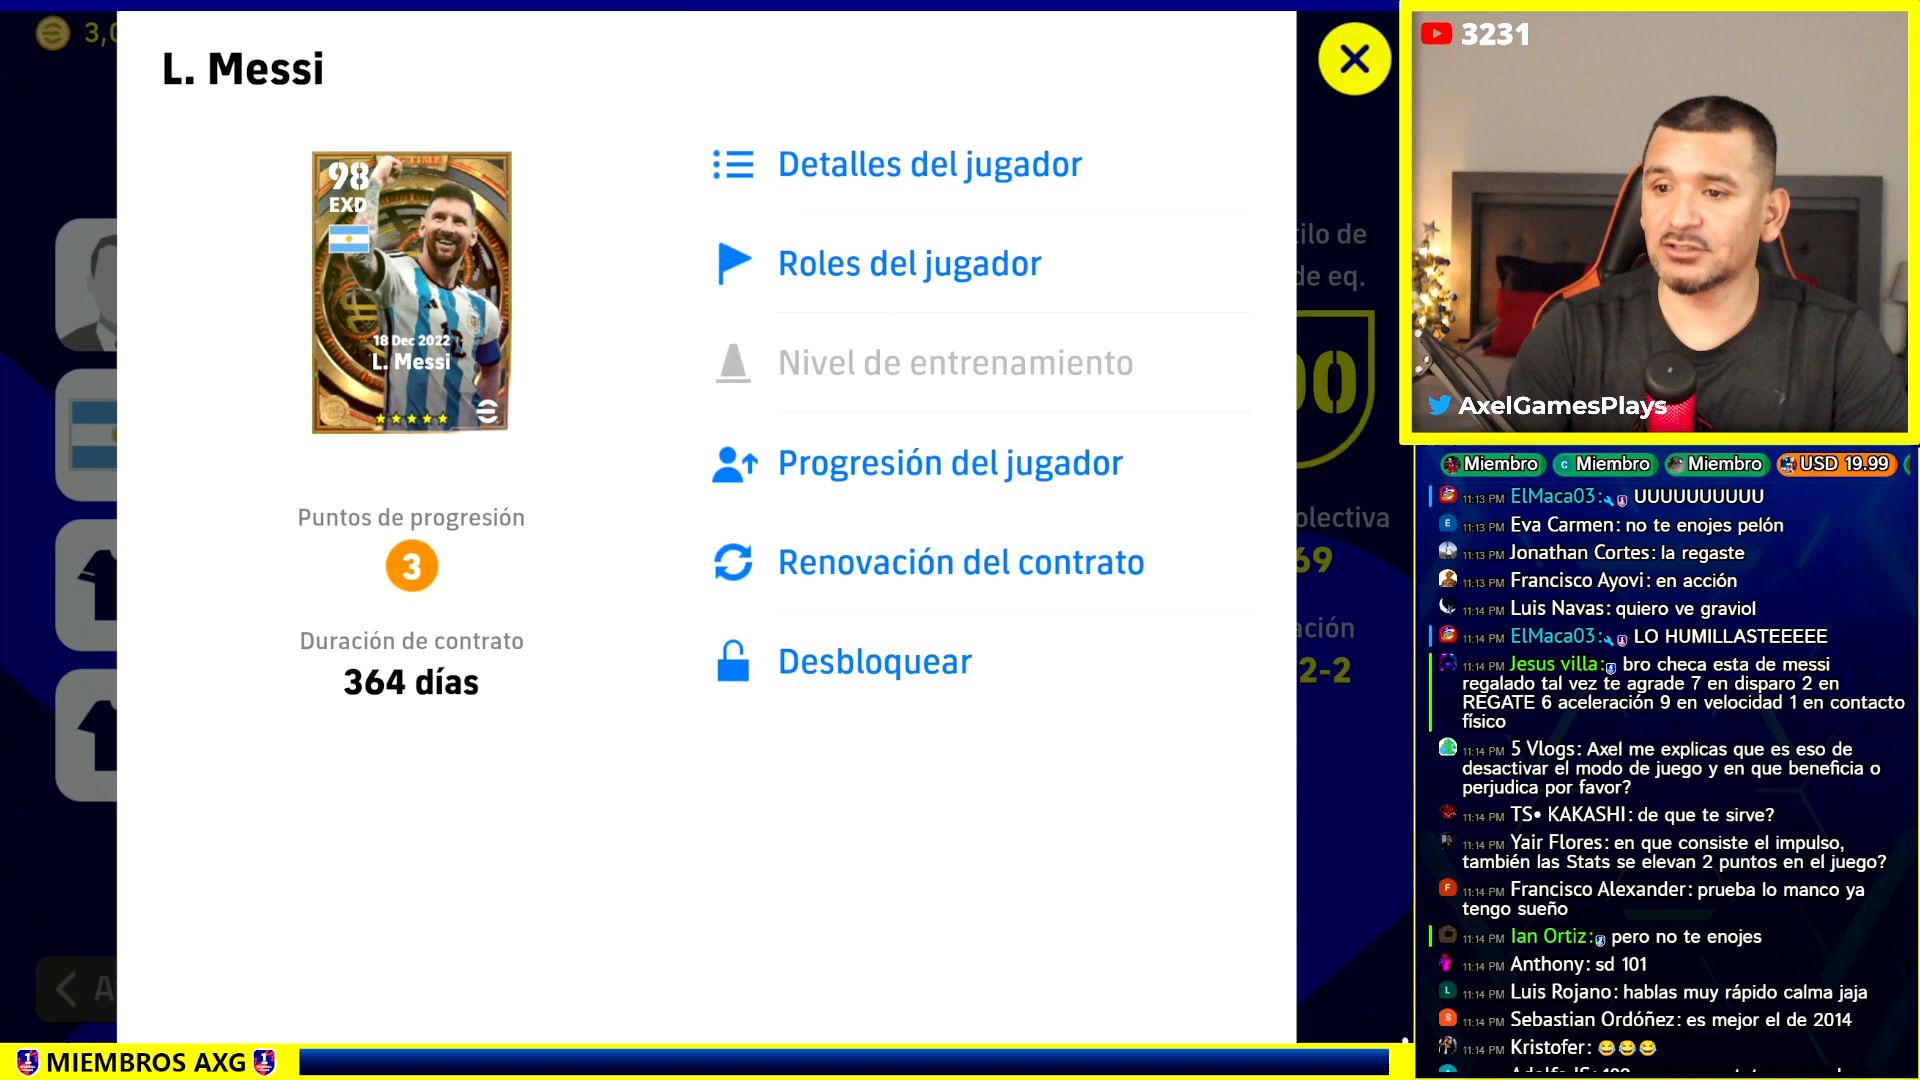 3,0
L. Messi
98
EXD
18 Dec 2022
L. Messi
Puntos de progresión
3
Duración de contrato
364 días
Detalles del jugador
Roles del jugador
Nivel de entrenamiento
Progresión del jugador
Renovación del contrato
Desbloquear
tilo de
de eq.
00
olectiva
69
ación
2-2
A
MIEMBROS AXG
3231
AxelGamesPlays
Miembro
Miembro
Miembro
USD 19.99
11:13 PM ElMaca03: UUUUUUUUUU
11:13 PM Eva Carmen: no te enojes pelón
11:13 PM Jonathan Cortes: la regaste
11:13 PM Francisco Ayovi: en acción
11:14 PM Luis Navas: quiero ve graviol
11:14 PM ElMaca03: LO HUMILLASTEEEEE
11:14 PM Jesus villa: bro checa esta de messi
regalado tal vez te agrade 7 en disparo 2 en
REGATE 6 aceleración 9 en velocidad 1 en contacto
físico
11:14 PM 5 Vlogs: Axel me explicas que es eso de
desactivar el modo de juego y en que beneficia o
perjudica por favor?
11:14 PM TS• KAKASHI: de que te sirve?
11:14 PM Yair Flores: en que consiste el impulso,
también las Stats se elevan 2 puntos en el juego?
11:14 PM Francisco Alexander: prueba lo manco ya
tengo sueño
11:14 PM Ian Ortiz: pero no te enojes
11:14 PM Anthony: sd 101
11:14 PM Luis Rojano: hablas muy rápido calma jaja
11:14 PM Sebastian Ordóñez: es mejor el de 2014
11:14 PM Kristofer: 😂😂😂